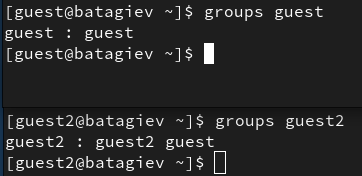 [guest@batagiev ~]$ groups guest
guest : guest
[guest@batagiev ~]$
[guest2@batagiev ~]$ groups guest2
guest2 : guest2 guest
[guest2@batagiev ~]$